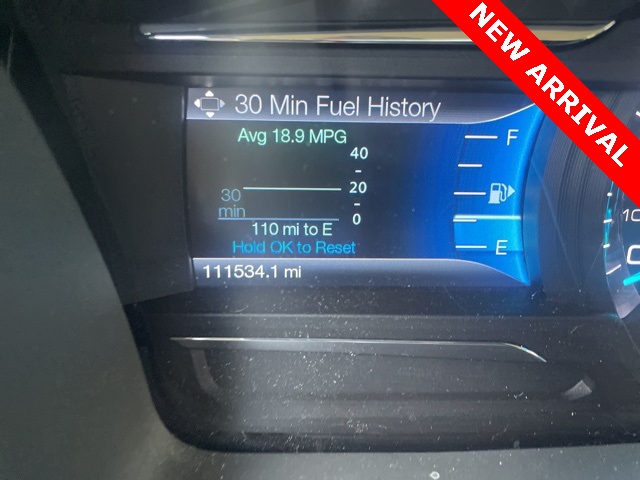 NEW ARRIVAL
30 Min Fuel History
Avg 18.9 MPG
40
20
0
30
min
110 mi to E
Hold OK to Reset
111534.1 mi
F
E